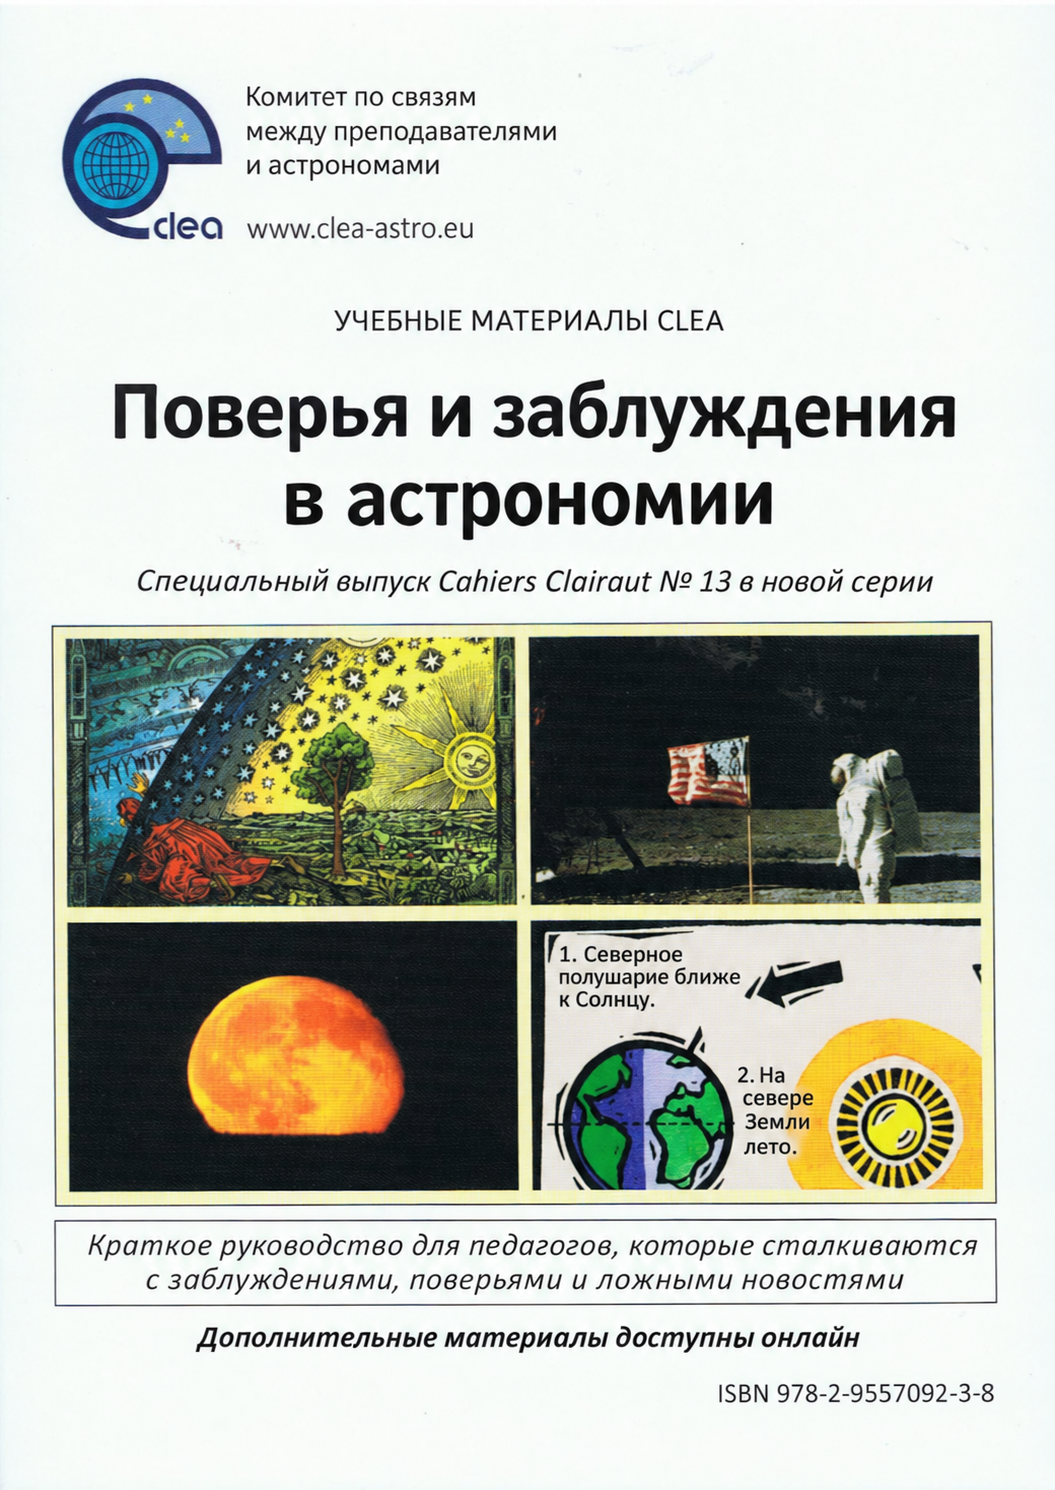 Комитет по связям
между преподавателями
и астрономами
clea
www.clea-astro.eu
УЧЕБНЫЕ МАТЕРИАЛЫ CLEA
Поверья и заблуждения
в астрономии
Специальный выпуск Cahiers Clairaut № 13 в новой серии
1. Северное
полушарие ближе
к Солнцу.
2. На
севере
Земли
лето.
Краткое руководство для педагогов, которые сталкиваются
с заблуждениями, поверьями и ложными новостями
Дополнительные материалы доступны онлайн
ISBN 978-2-9557092-3-8